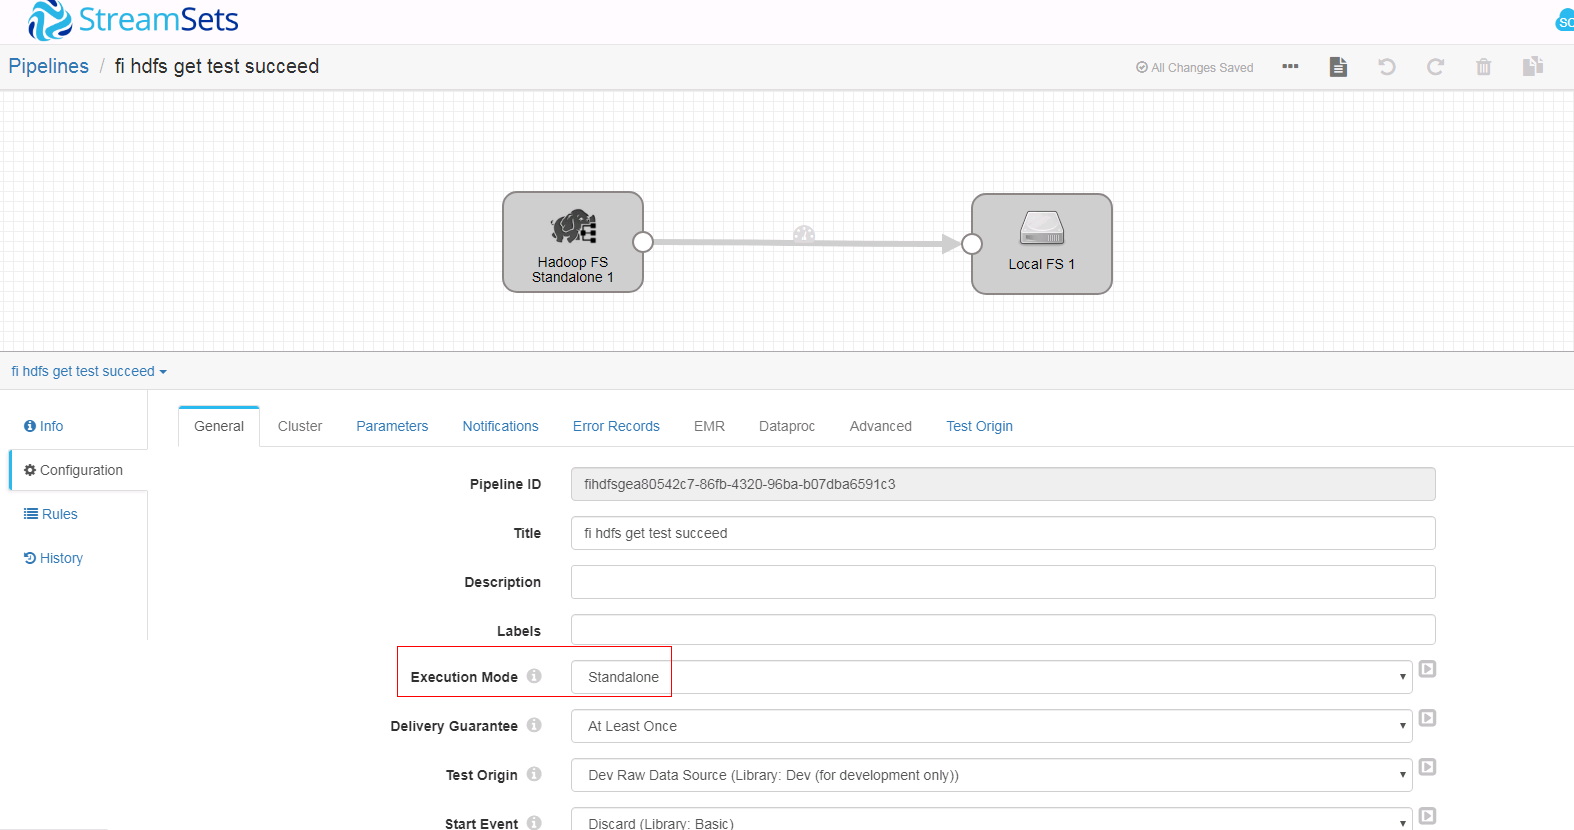 StreamSets
SC
Pipelines / fi hdfs get test succeed
All Changes Saved
Hadoop FS
Standalone 1
Local FS 1
fi hdfs get test succeed
Info
Configuration
Rules
History
General Cluster Parameters Notifications Error Records EMR Dataproc Advanced Test Origin
Pipeline ID fihdfsgea80542c7-86fb-4320-96ba-b07dba6591c3
Title fi hdfs get test succeed
Description
Labels
Execution Mode Standalone
Delivery Guarantee At Least Once
Test Origin Dev Raw Data Source (Library: Dev (for development only))
Start Event Discard (Library: Basic)